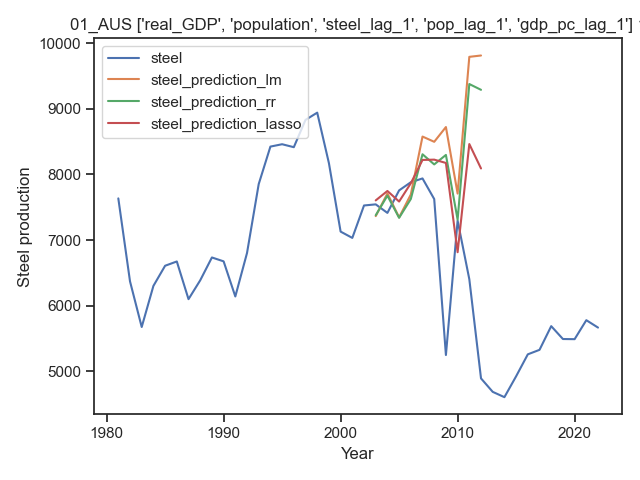 01_AUS ['real_GDP', 'population', 'steel_lag_1', 'pop_lag_1', 'gdp_pc_lag_1']
steel
steel_prediction_lm
steel_prediction_rr
steel_prediction_lasso
10000
9000
8000
7000
6000
5000
Steel production
1980
1990
2000
2010
2020
Year